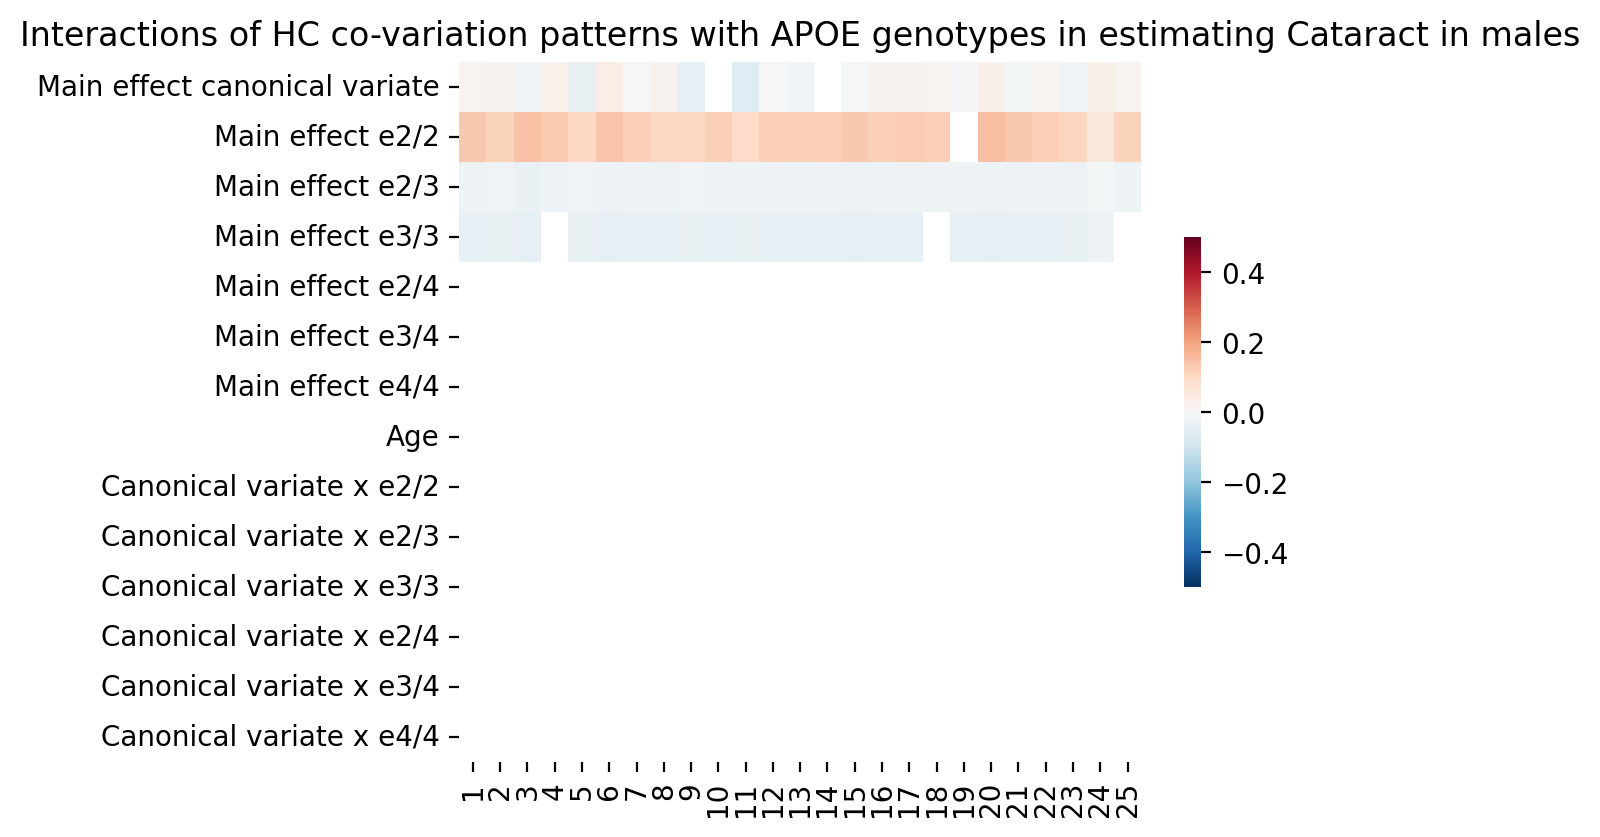 Interactions of HC co-variation patterns with APOE genotypes in estimating Cataract in males
Main effect canonical variate
Main effect e2/2
Main effect e2/3
Main effect e3/3
Main effect e2/4
Main effect e3/4
Main effect e4/4
Age
Canonical variate x e2/2
Canonical variate x e2/3
Canonical variate x e3/3
Canonical variate x e2/4
Canonical variate x e3/4
Canonical variate x e4/4
1 2 3 4 5 6 7 8 9 10 11 12 13 14 15 16 17 18 19 20 21 22 23 24 25
0.4
0.2
0.0
−0.2
−0.4